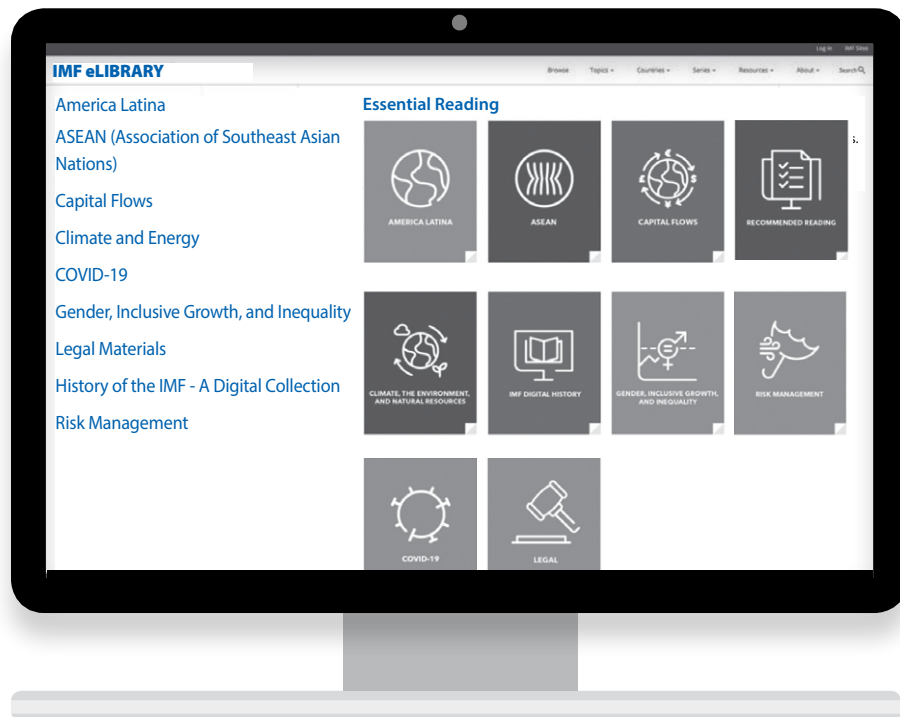 Log in IMF Sites
IMF eLIBRARY
Browse Topics Countries Series Resources About Search
America Latina
ASEAN (Association of Southeast Asian
Nations)
Capital Flows
Climate and Energy
COVID-19
Gender, Inclusive Growth, and Inequality
Legal Materials
History of the IMF - A Digital Collection
Risk Management
Essential Reading
s.
AMERICA LATINA
ASEAN
CAPITAL FLOWS
RECOMMENDED READING
CLIMATE, THE ENVIRONMENT,
AND NATURAL RESOURCES
IMF DIGITAL HISTORY
GENDER, INCLUSIVE GROWTH,
AND INEQUALITY
RISK MANAGEMENT
COVID-19
LEGAL